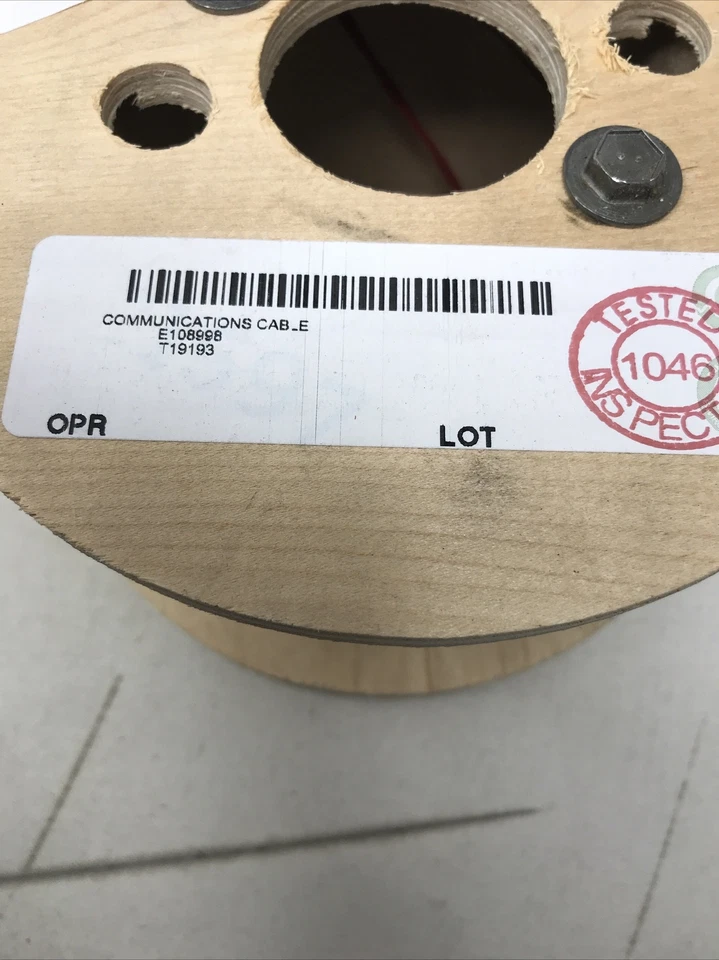 COMMUNICATIONS CABLE
E108998
T19193
OPR
LOT
TESTED
1046
INSPECT